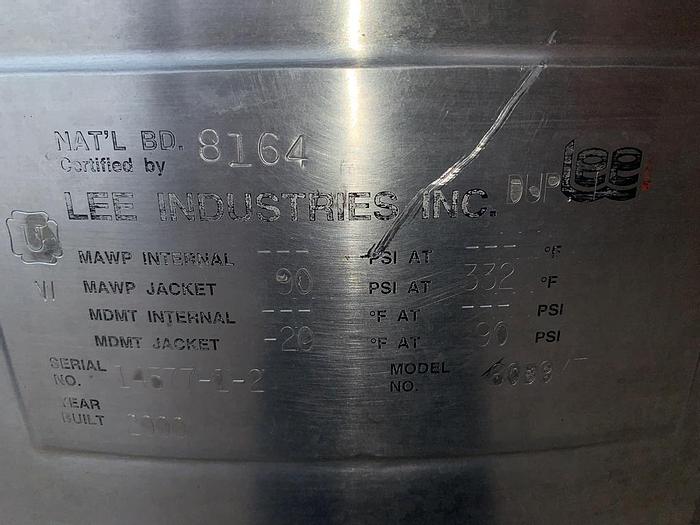 NAT'L BD. 8164
Certified by
LEE INDUSTRIES INC. Lee
U
MAWP INTERNAL --- PSI AT --- °F
MAWP JACKET 90 PSI AT 332 °F
MDMT INTERNAL --- °F AT --- PSI
MDMT JACKET -20 °F AT 90 PSI
SERIAL NO. MODEL NO.
YEAR BUILT